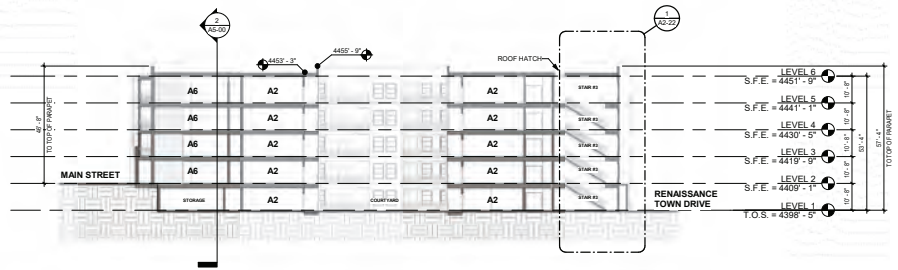 2
A5-00
1
A2-22
4455' - 9"
4453' - 3"
ROOF HATCH
LEVEL 6
S.F.E. = 4451' - 9"
A6 A2 A2 STAIR #3
LEVEL 5
S.F.E. = 4441' - 1"
A6 A2 A2 STAIR #3
LEVEL 4
S.F.E. = 4430' - 5"
A6 A2 A2 STAIR #3
LEVEL 3
S.F.E. = 4419' - 9"
A6 A2 A2 STAIR #3
MAIN STREET
LEVEL 2
S.F.E. = 4409' - 1"
STORAGE A2 COURTYARD A2 STAIR #3
RENAISSANCE
TOWN DRIVE
LEVEL 1
T.O.S. = 4398' - 5"
46' - 8"
TO TOP OF PARAPET
10' - 8"
10' - 8"
10' - 8"
10' - 8"
10' - 8"
53' - 4"
57' - 4"
TO TOP OF PARAPET